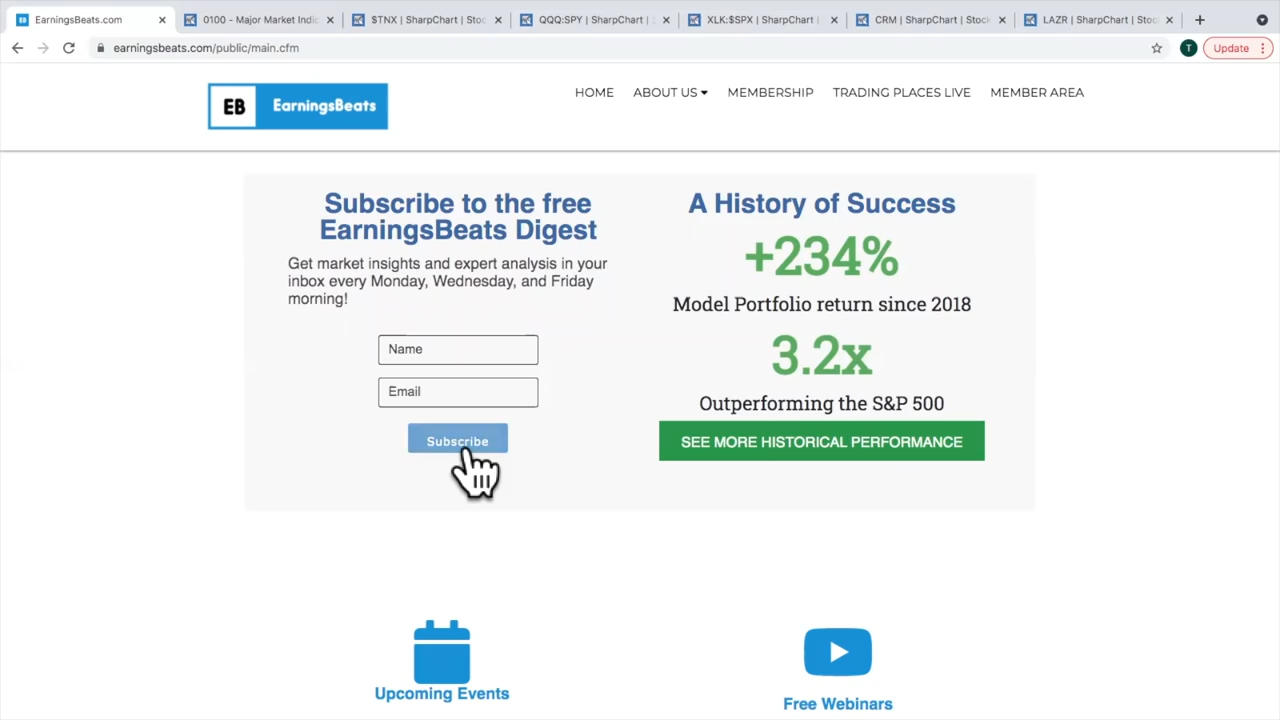 EarningsBeats.com
0100 - Major Market Indic
$TNX | SharpChart | Stoc
QQQ:SPY | SharpChart |
XLK:$SPX | SharpChart |
CRM | SharpChart | Stock
LAZR | SharpChart | Stoc
earningsbeats.com/public/main.cfm
T
Update
EB EarningsBeats
HOME
ABOUT US
MEMBERSHIP
TRADING PLACES LIVE
MEMBER AREA
Subscribe to the free
EarningsBeats Digest
Get market insights and expert analysis in your
inbox every Monday, Wednesday, and Friday
morning!
Name
Email
Subscribe
A History of Success
+234%
Model Portfolio return since 2018
3.2x
Outperforming the S&P 500
SEE MORE HISTORICAL PERFORMANCE
Upcoming Events
Free Webinars